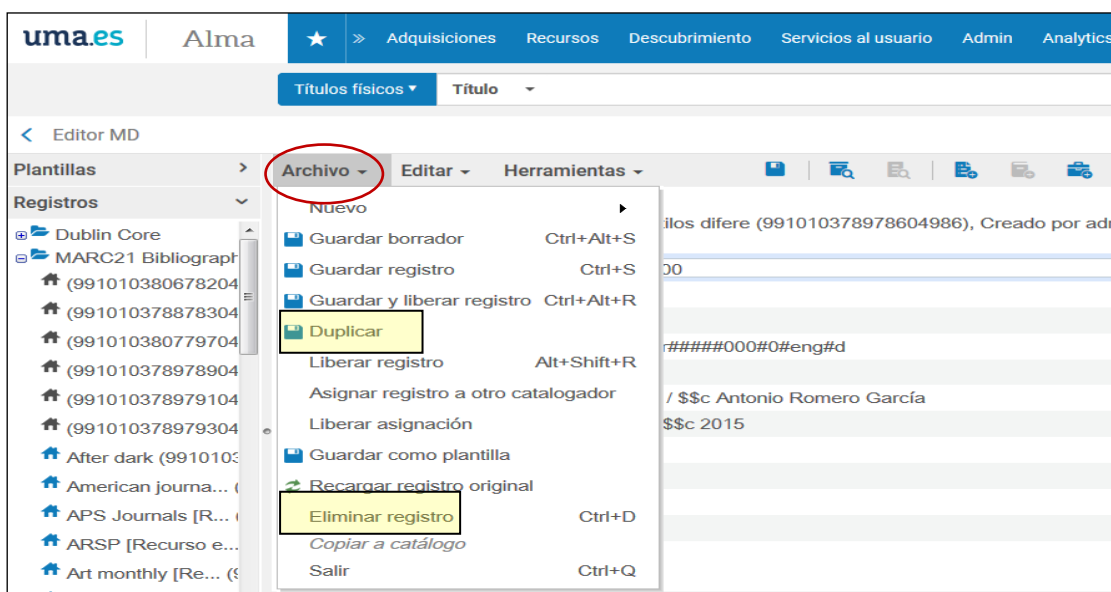 uma.es Alma » Adquisiciones Recursos Descubrimiento Servicios al usuario Admin Analytics
Títulos físicos Título
Editor MD
Plantillas
Archivo Editar Herramientas
Registros
Nuevo
tilos difere (991010378978604986), Creado por adr
Dublin Core
Guardar borrador Ctrl+Alt+S
MARC21 Bibliograph
Guardar registro Ctrl+S
00
(991010380678204
Guardar y liberar registro Ctrl+Alt+R
(991010378878304
Duplicar
(991010380779704
r#####000#0#eng#d
Liberar registro Alt+Shift+R
(991010378978904
Asignar registro a otro catalogador
(991010378979104
/ $$c Antonio Romero García
Liberar asignación
(991010378979304
$$c 2015
Guardar como plantilla
After dark (9910103
Recargar registro original
American journa... (
Eliminar registro Ctrl+D
APS Journals [R... (
Copiar a catálogo
ARSP [Recurso e...
Salir Ctrl+Q
Art monthly [Re... (9